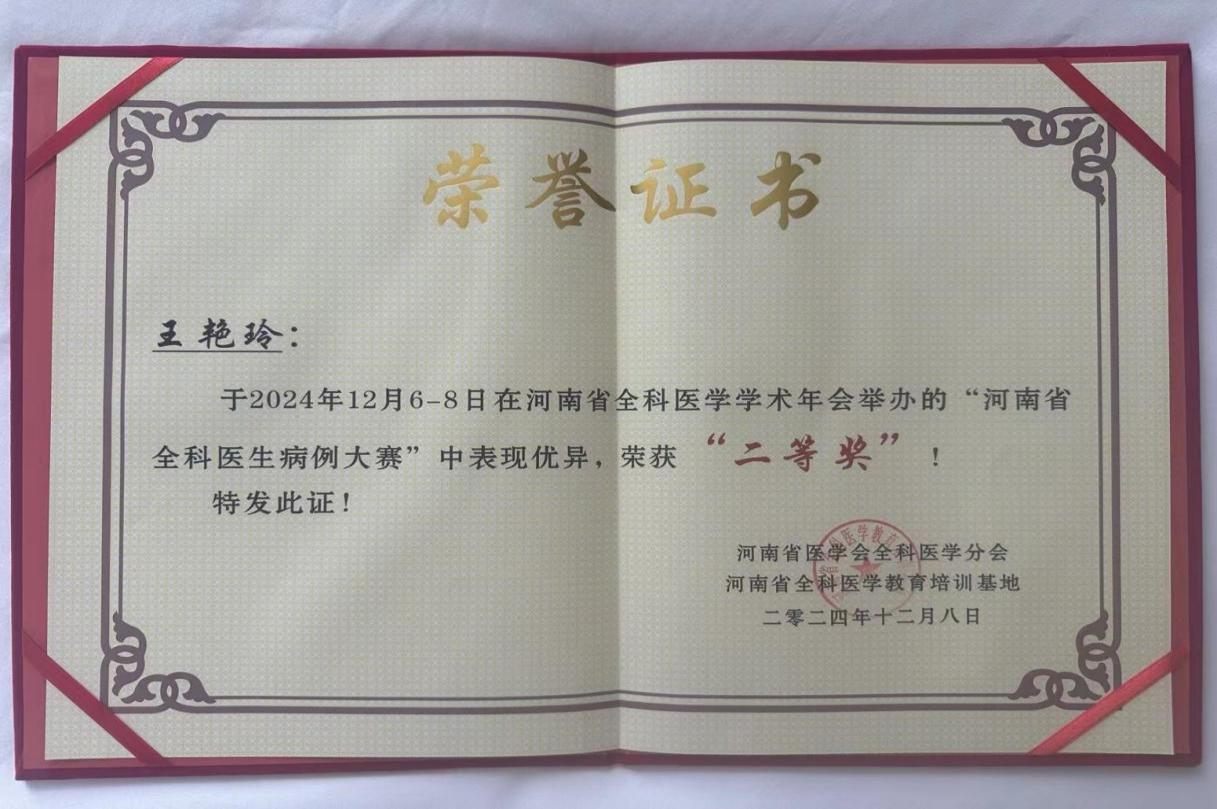 荣誉证书
王艳玲：
于2024年12月6-8日在河南省全科医学学术年会举办的“河南省
全科医生病例大赛”中表现优异，荣获“二等奖”！
特发此证！
河南省医学会全科医学分会
河南省全科医学教育培训基地
二零二四年十二月八日